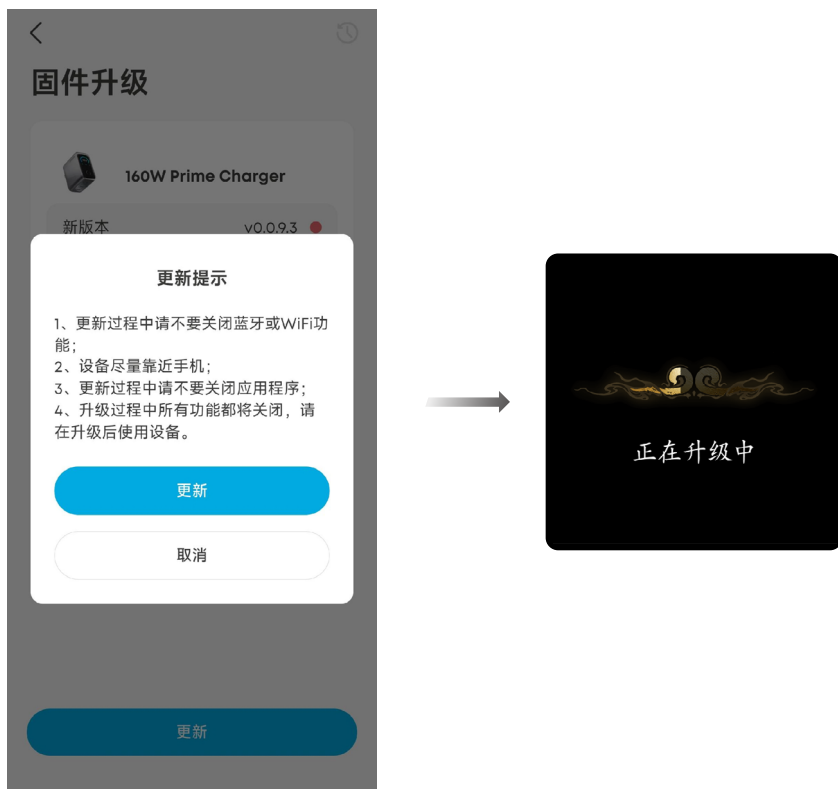 固件升级
160W Prime Charger
新版本 v0.0.9.3
更新提示
1、更新过程中请不要关闭蓝牙或WiFi功
能；
2、设备尽量靠近手机；
3、更新过程中请不要关闭应用程序；
4、升级过程中所有功能都将关闭，请
在升级后使用设备。
更新
取消
更新
正在升级中